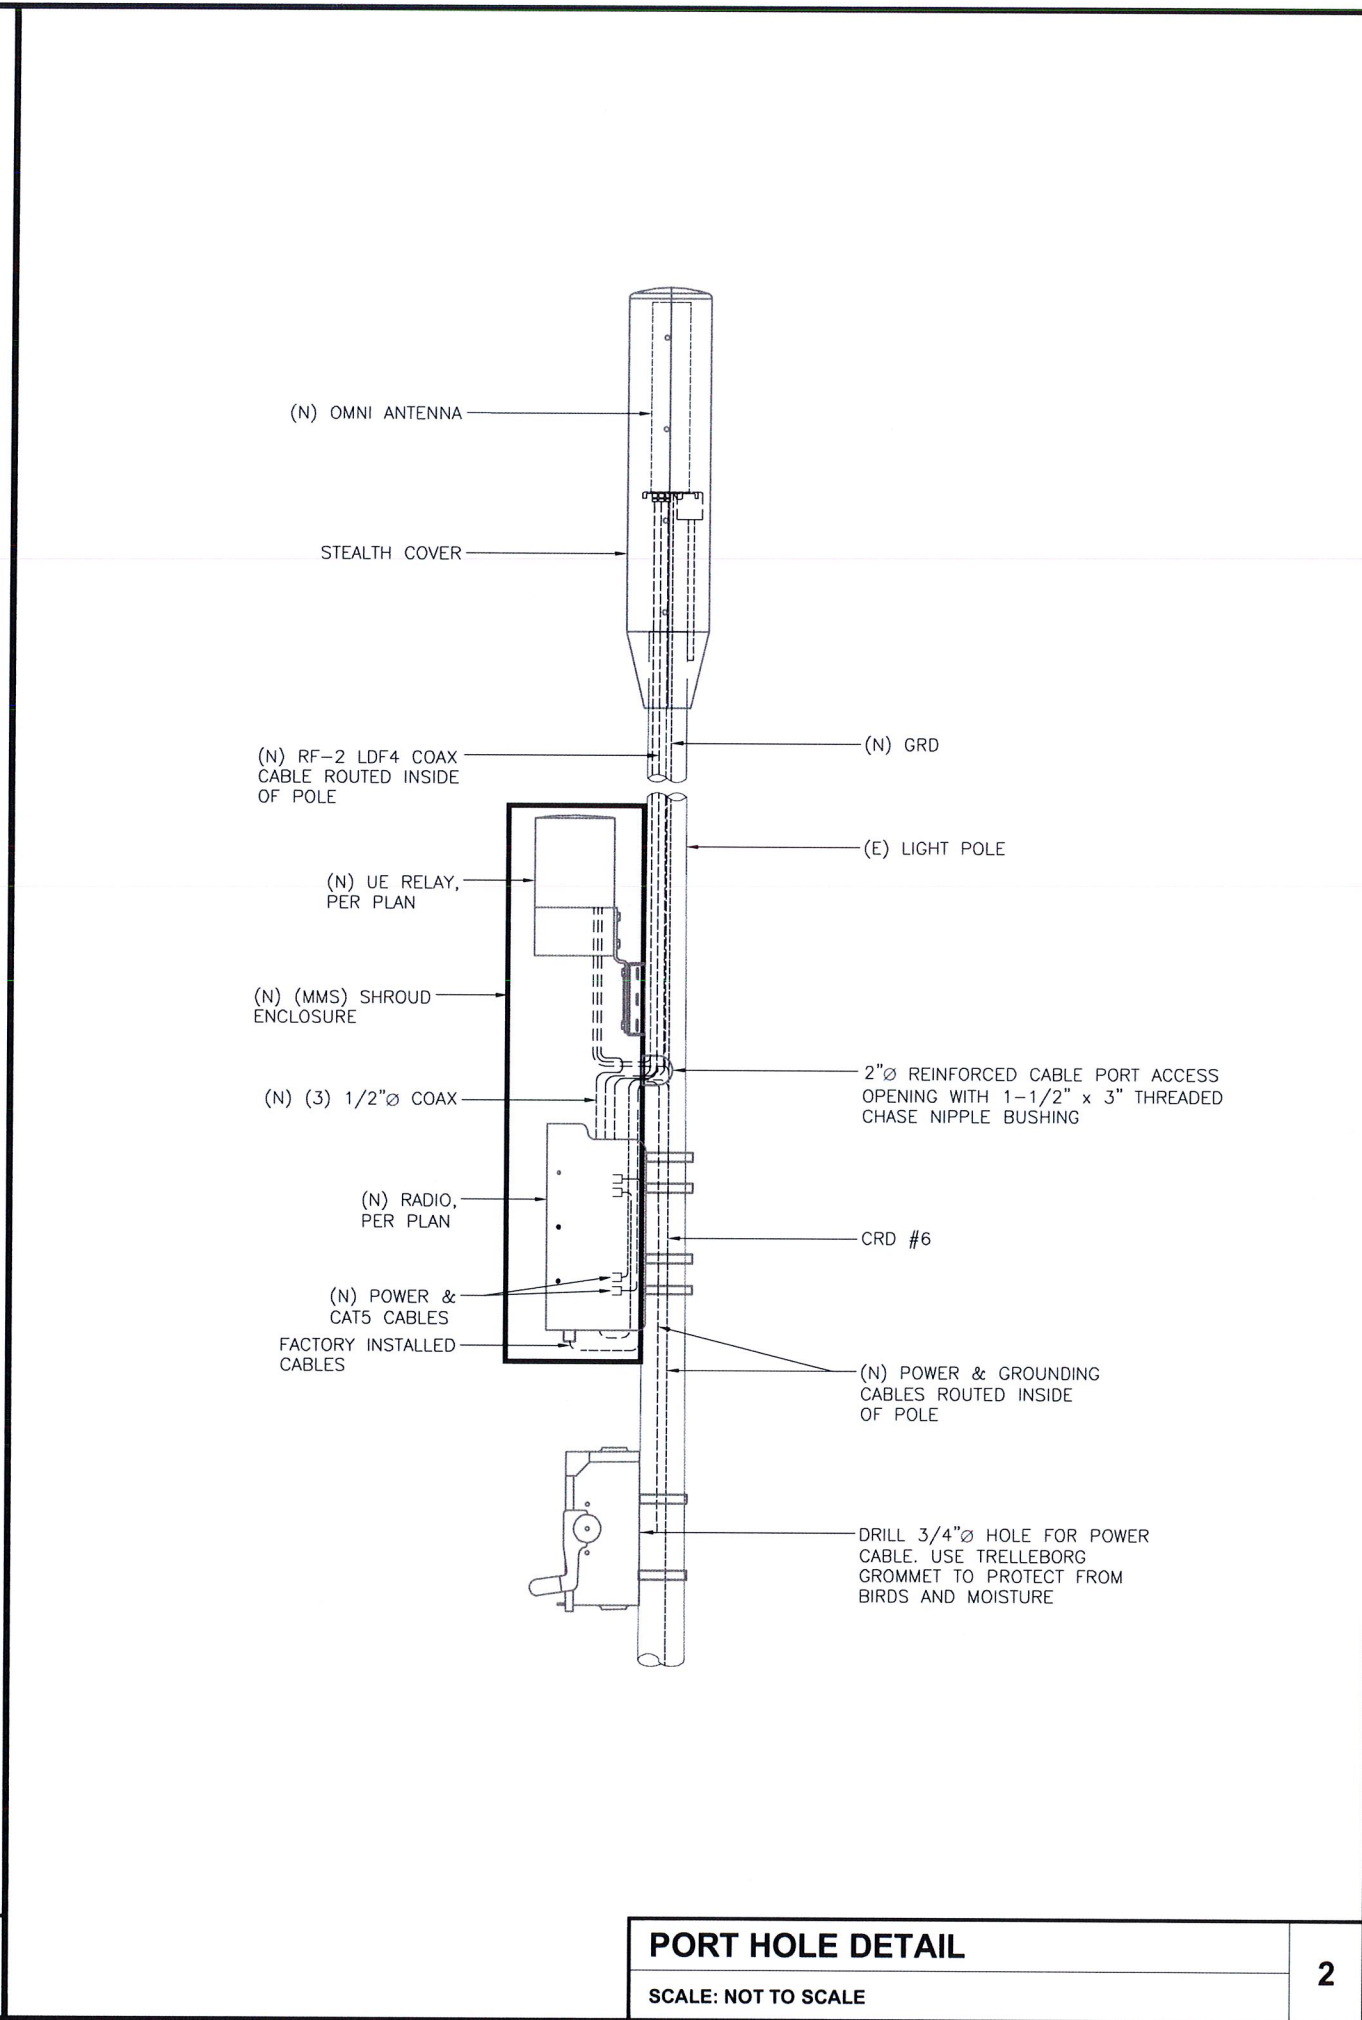 (N) OMNI ANTENNA
STEALTH COVER
(N) RF-2 LDF4 COAX
CABLE ROUTED INSIDE
OF POLE
(N) GRD
(E) LIGHT POLE
(N) UE RELAY,
PER PLAN
(N) (MMS) SHROUD
ENCLOSURE
2"Ø REINFORCED CABLE PORT ACCESS
OPENING WITH 1-1/2" x 3" THREADED
CHASE NIPPLE BUSHING
(N) (3) 1/2"Ø COAX
(N) RADIO,
PER PLAN
CRD #6
(N) POWER &
CAT5 CABLES
FACTORY INSTALLED
CABLES
(N) POWER & GROUNDING
CABLES ROUTED INSIDE
OF POLE
DRILL 3/4"Ø HOLE FOR POWER
CABLE. USE TRELLEBORG
GROMMET TO PROTECT FROM
BIRDS AND MOISTURE
PORT HOLE DETAIL
2
SCALE: NOT TO SCALE